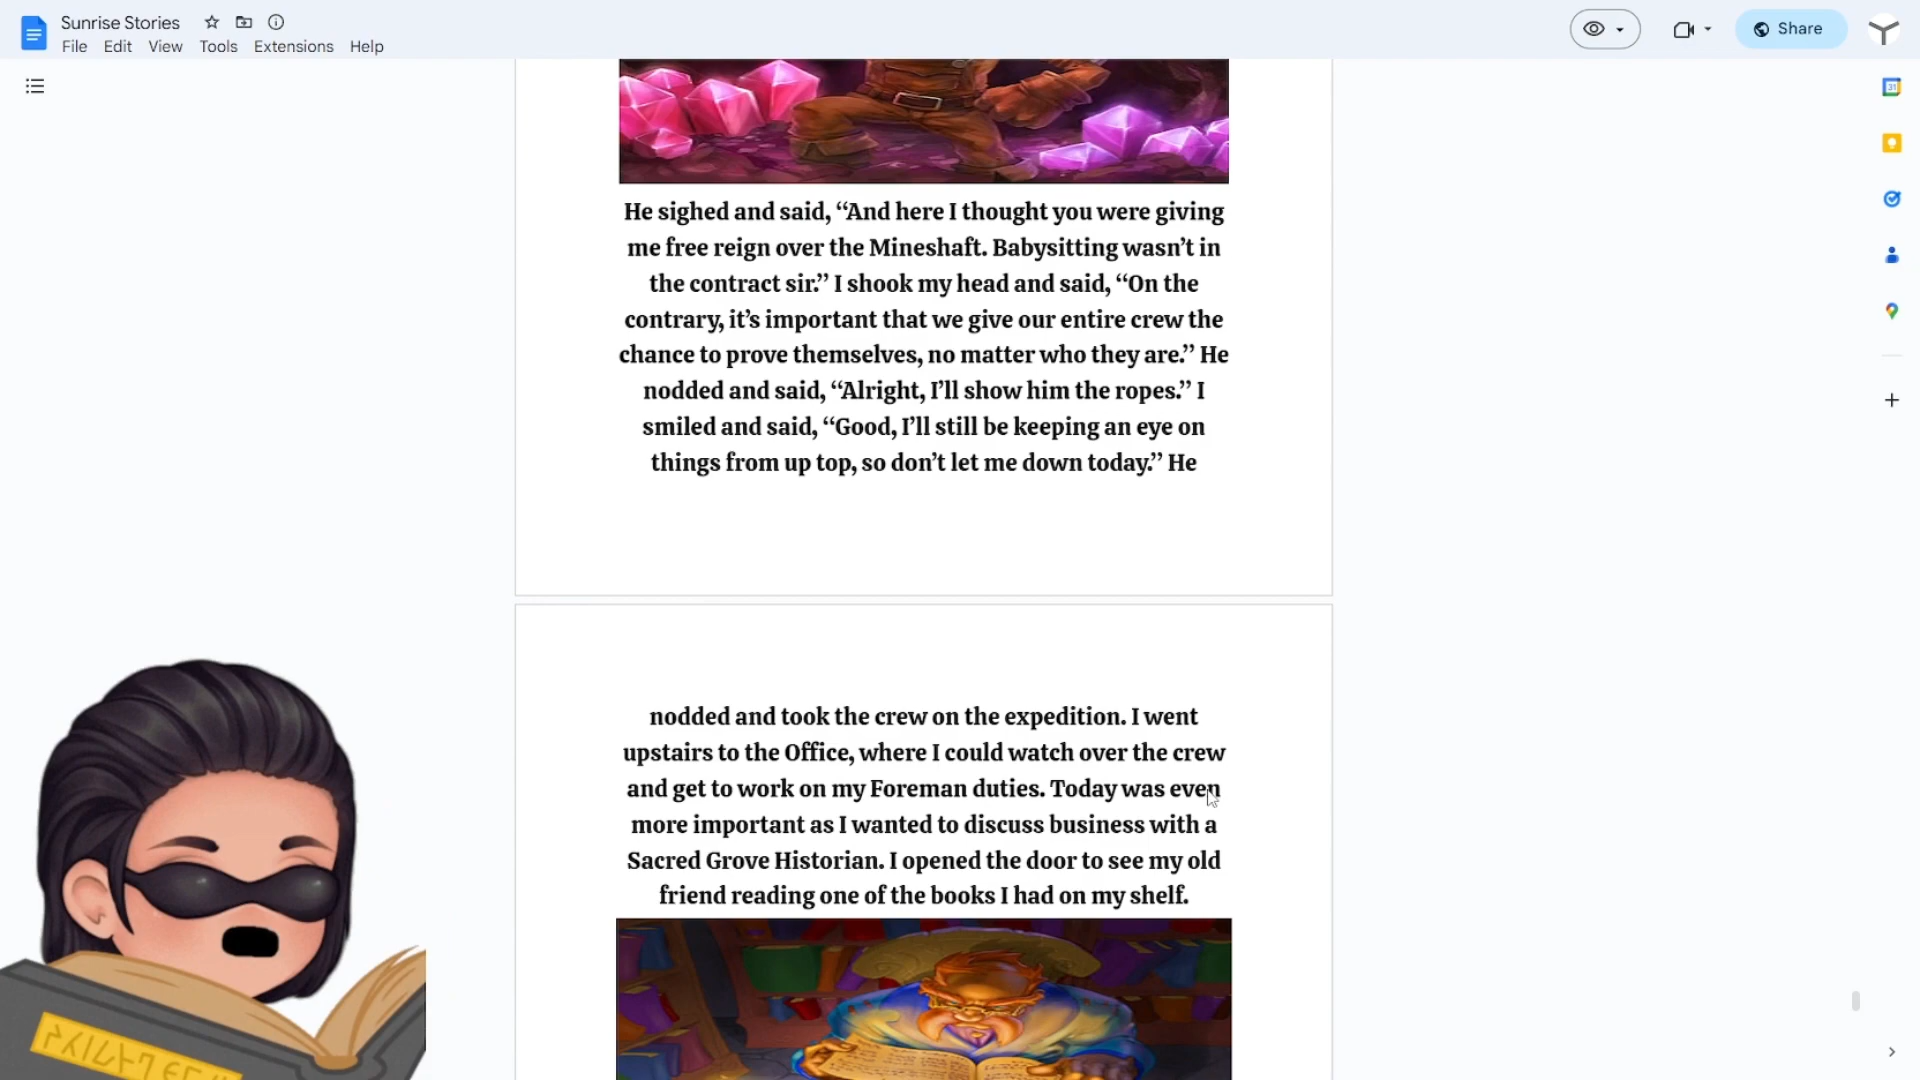 Sunrise Stories
File Edit View Tools Extensions Help
Share
31
He sighed and said, “And here I thought you were giving
me free reign over the Mineshaft. Babysitting wasn’t in
the contract sir.” I shook my head and said, “On the
contrary, it’s important that we give our entire crew the
chance to prove themselves, no matter who they are.” He
nodded and said, “Alright, I’ll show him the ropes.” I
smiled and said, “Good, I’ll still be keeping an eye on
things from up top, so don’t let me down today.” He
nodded and took the crew on the expedition. I went
upstairs to the Office, where I could watch over the crew
and get to work on my Foreman duties. Today was even
more important as I wanted to discuss business with a
Sacred Grove Historian. I opened the door to see my old
friend reading one of the books I had on my shelf.